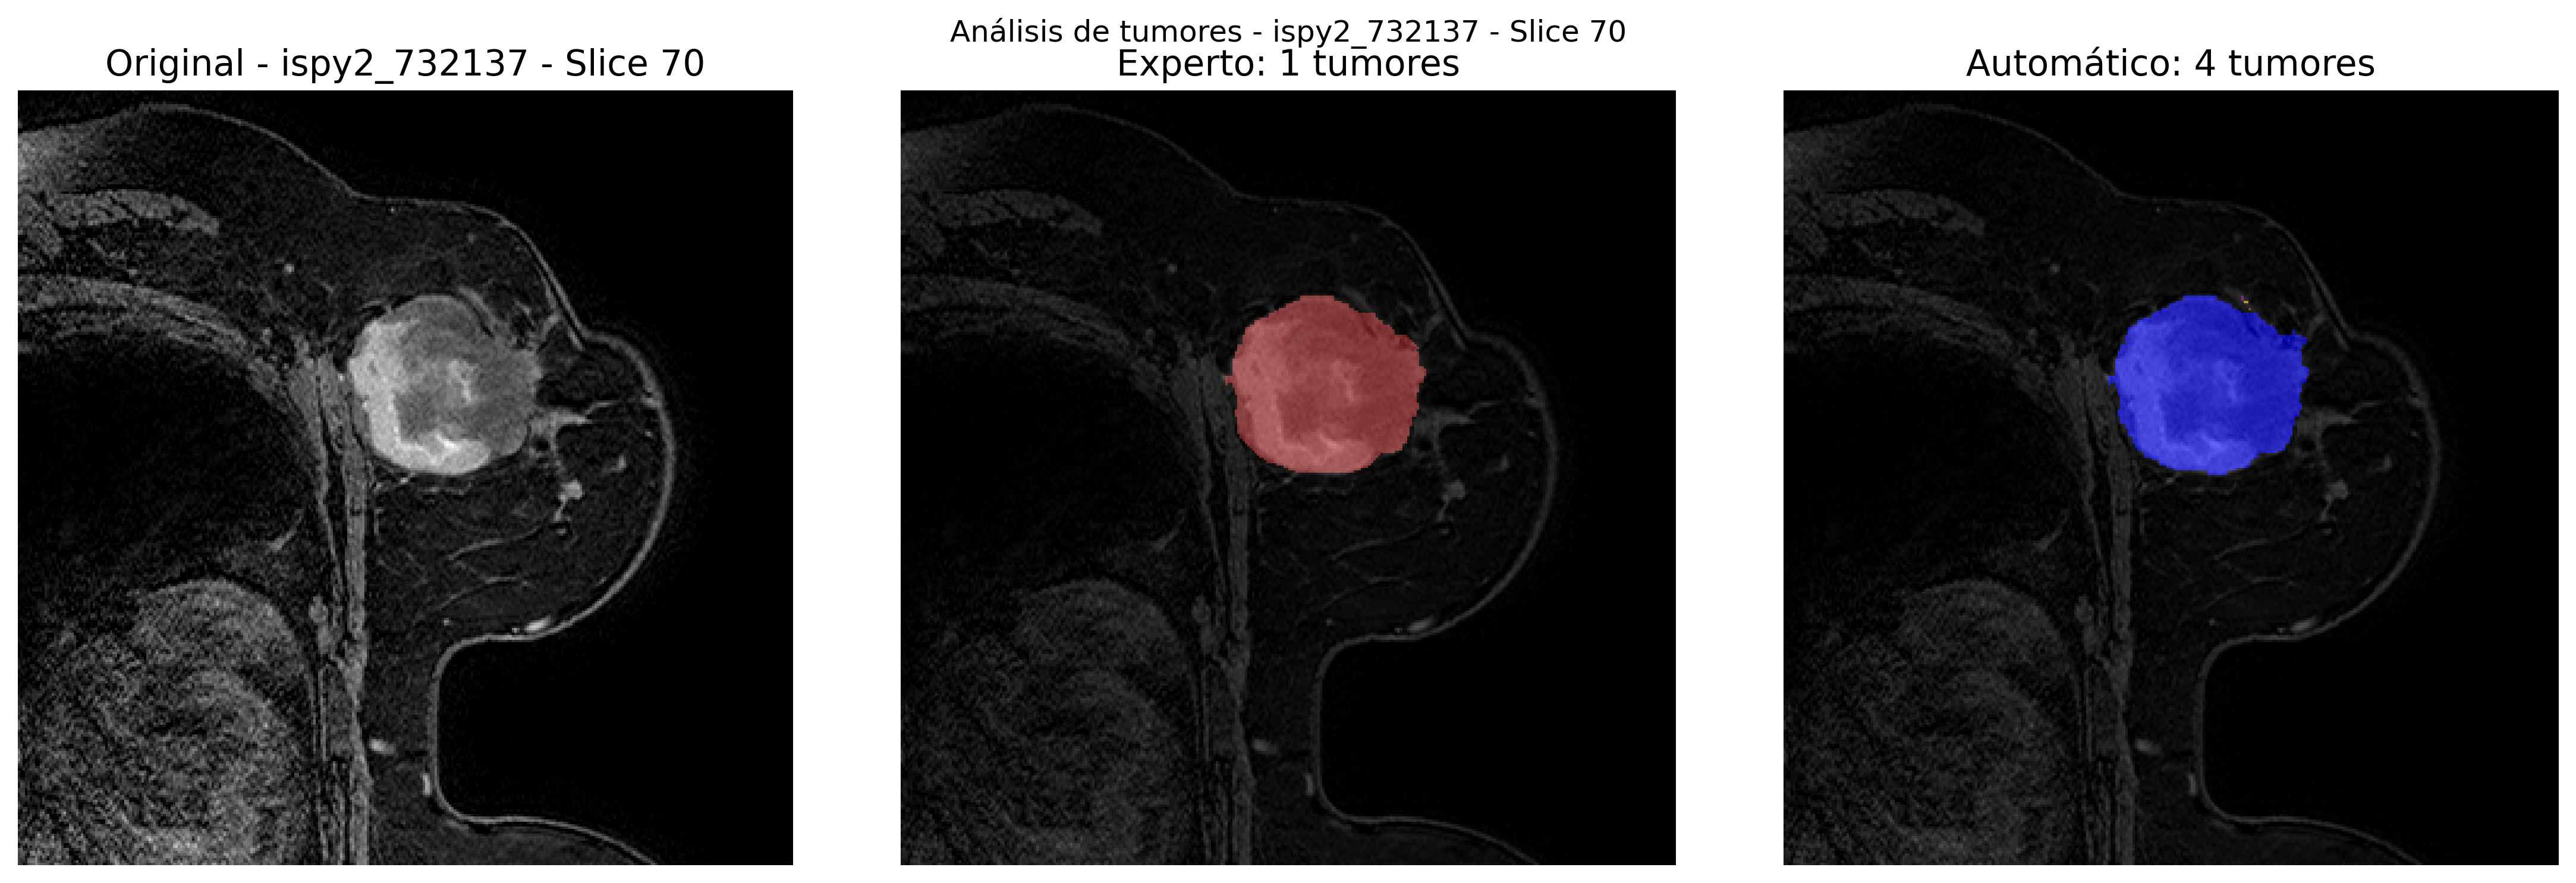 Análisis de tumores - ispy2_732137 - Slice 70
Original - ispy2_732137 - Slice 70
Experto: 1 tumores
Automático: 4 tumores